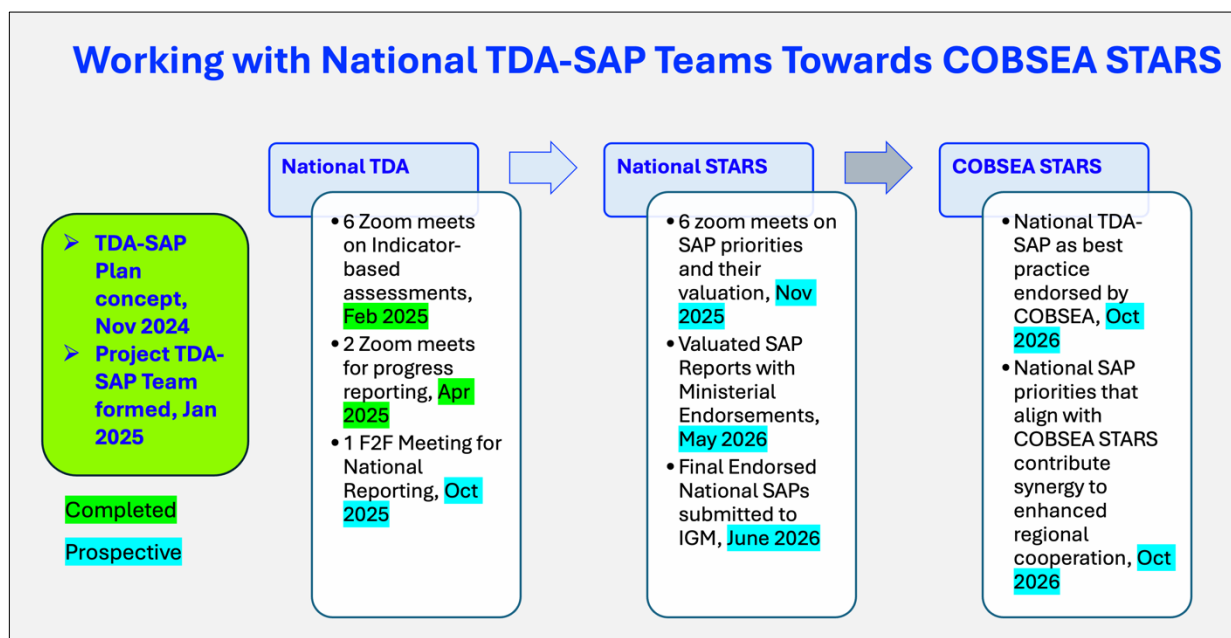 Working with National TDA-SAP Teams Towards COBSEA STARS
➤ TDA-SAP
Plan
concept,
Nov 2024
➤ Project TDA-
SAP Team
formed, Jan
2025
Completed
Prospective
National TDA
• 6 Zoom meets
on Indicator-
based
assessments,
Feb 2025
• 2 Zoom meets
for progress
reporting, Apr
2025
• 1 F2F Meeting for
National
Reporting, Oct
2025
National STARS
• 6 zoom meets on
SAP priorities
and their
valuation, Nov
2025
• Valuated SAP
Reports with
Ministerial
Endorsements,
May 2026
• Final Endorsed
National SAPs
submitted to
IGM, June 2026
COBSEA STARS
• National TDA-
SAP as best
practice
endorsed by
COBSEA, Oct
2026
• National SAP
priorities that
align with
COBSEA STARS
contribute
synergy to
enhanced
regional
cooperation, Oct
2026